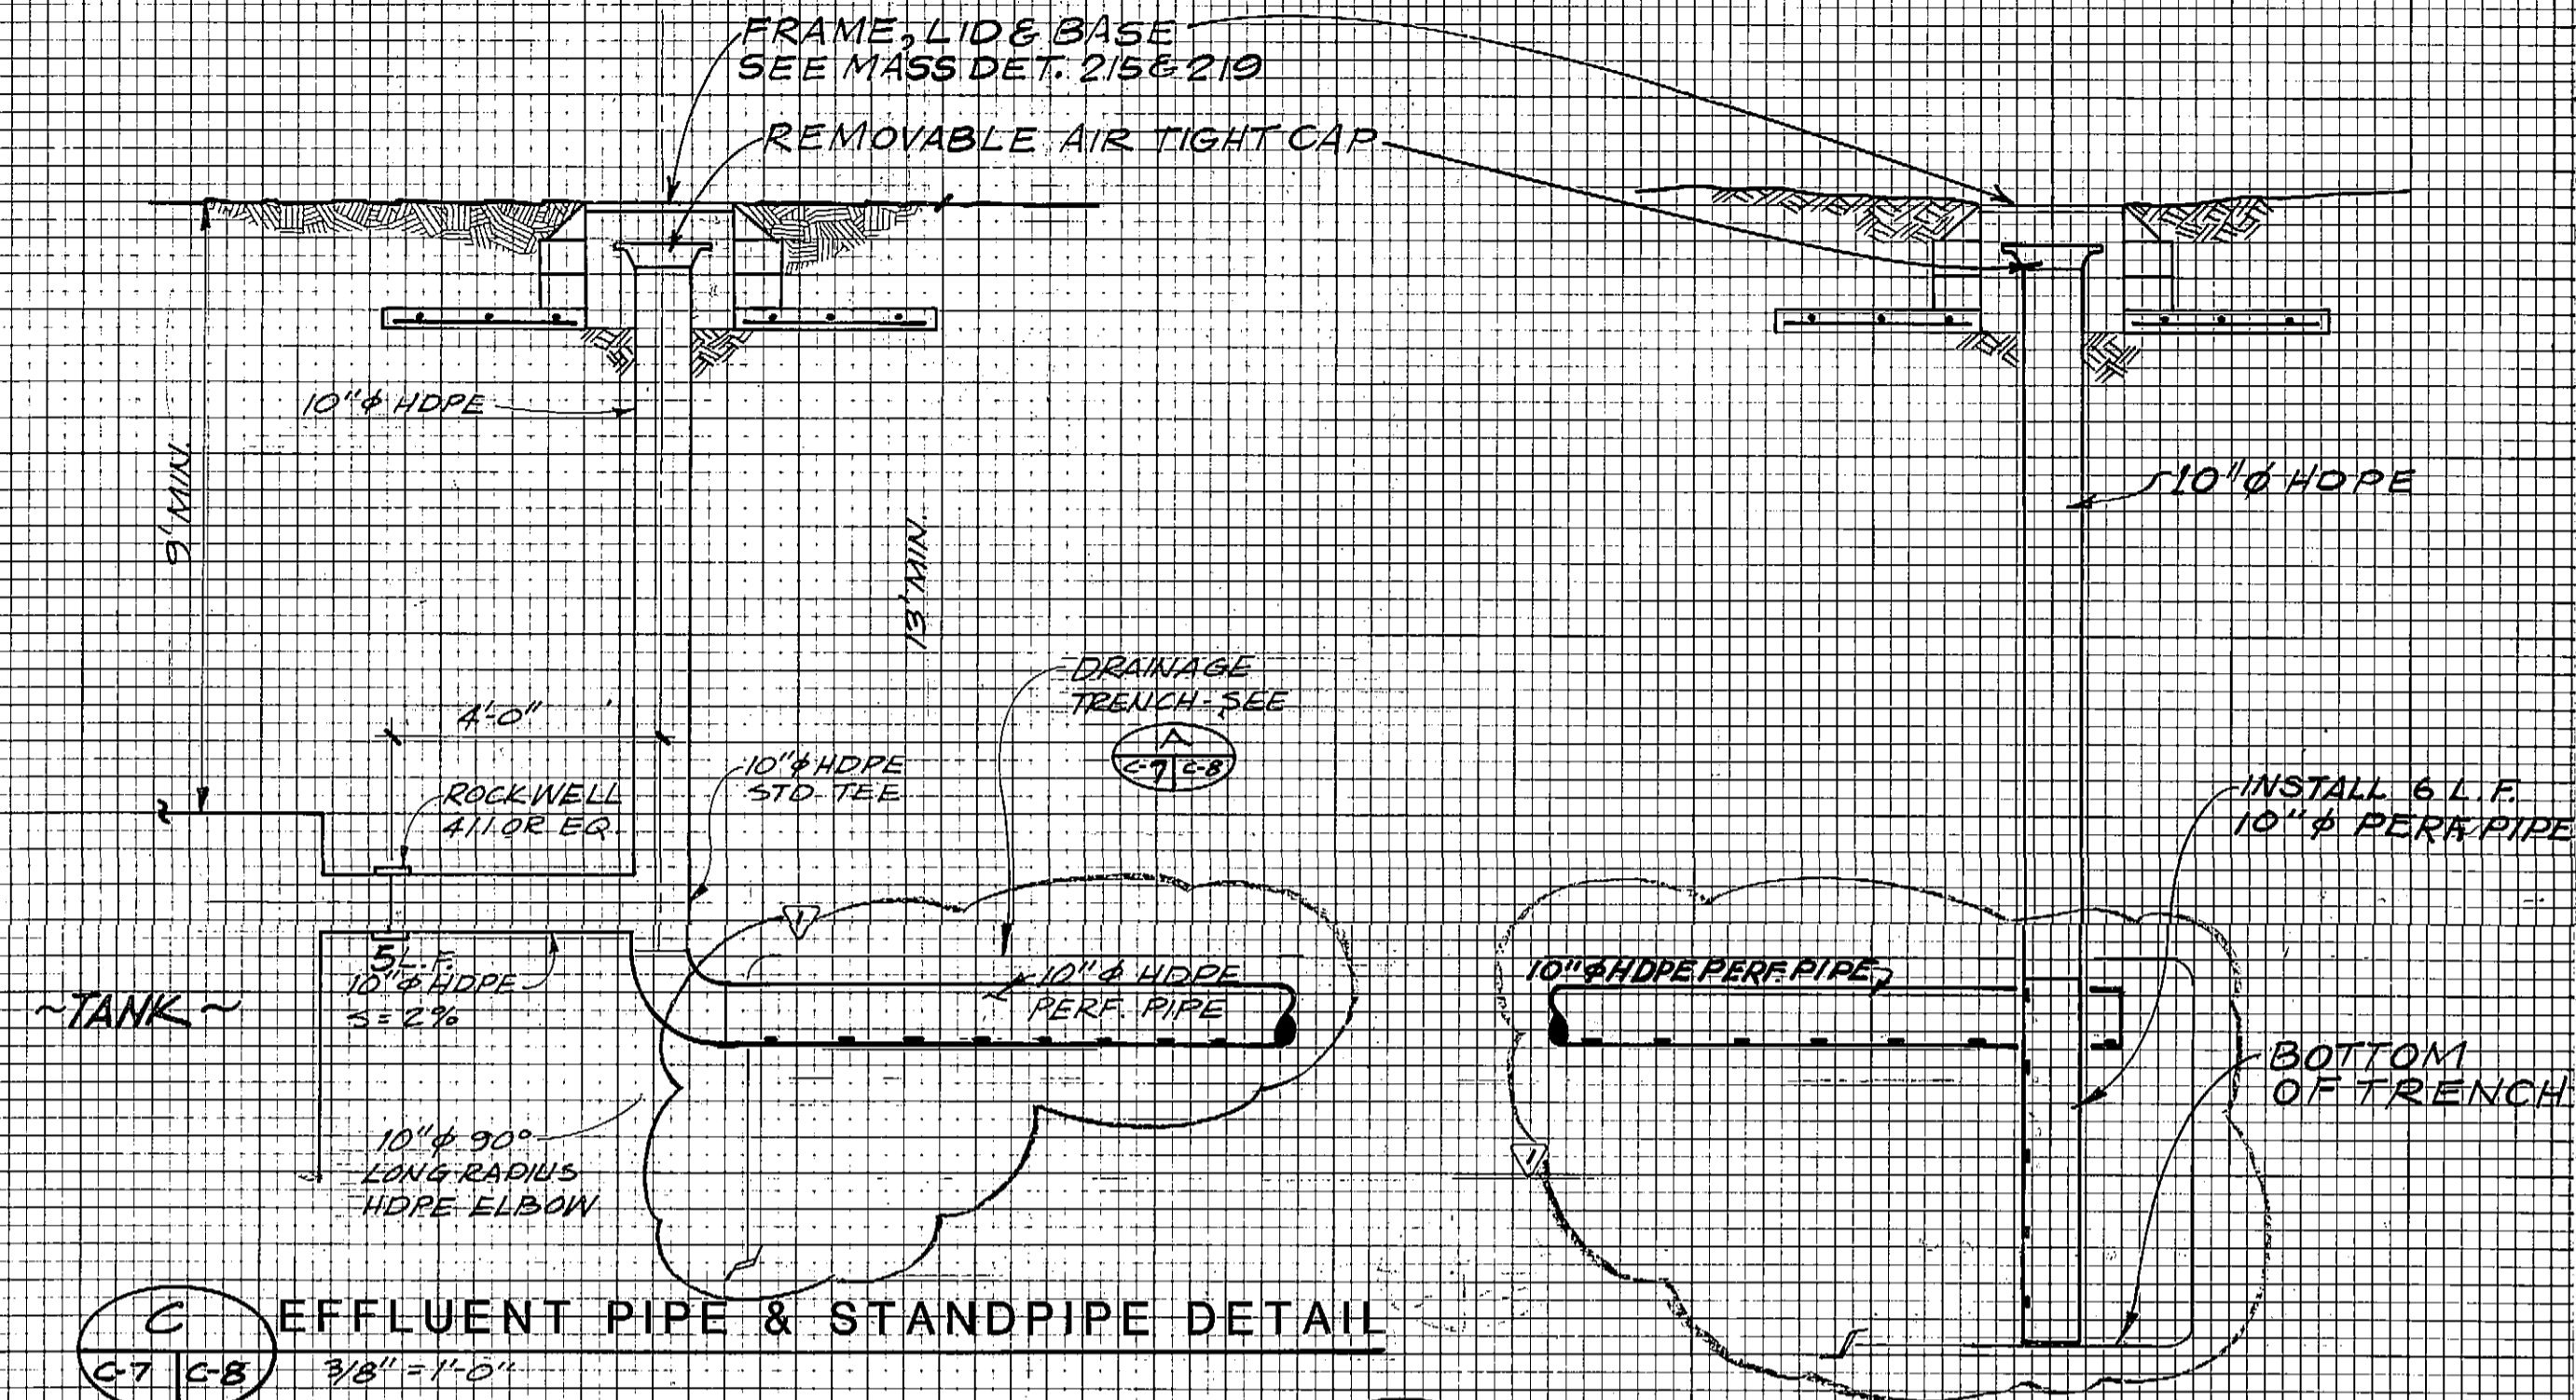 FRAME, LID & BASE
SEE MASS DET. 215 & 219
REMOVABLE AIR TIGHT CAP
10"ϕ HDPE
9' MIN.
13' MIN.
10"ϕ HDPE
4'-0"
DRAINAGE
TRENCH - SEE
A
C-7 C-8
10"ϕ HDPE
STD TEE
ROCKWELL
411 OR EQ.
INSTALL 6 L.F.
10"ϕ PERF. PIPE
1
5 L.F.
10"ϕ HDPE
S = 2%
~TANK~
10"ϕ HDPE
PERF. PIPE
10"ϕ HDPE PERF. PIPE
BOTTOM
OF TRENCH
10"ϕ 90°
LONG RADIUS
HDPE ELBOW
1
C
C-7 C-8
EFFLUENT PIPE & STANDPIPE DETAIL
3/8" = 1'-0"